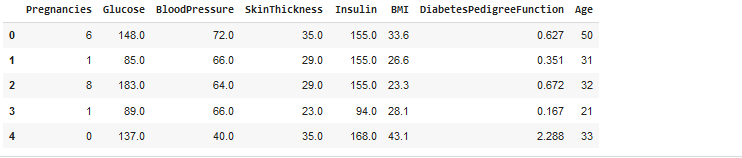 Pregnancies Glucose BloodPressure SkinThickness Insulin BMI DiabetesPedigreeFunction Age
0 6 148.0 72.0 35.0 155.0 33.6 0.627 50
1 1 85.0 66.0 29.0 155.0 26.6 0.351 31
2 8 183.0 64.0 29.0 155.0 23.3 0.672 32
3 1 89.0 66.0 23.0 94.0 28.1 0.167 21
4 0 137.0 40.0 35.0 168.0 43.1 2.288 33